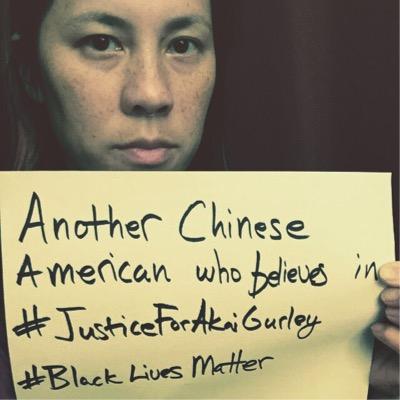 Another Chinese
American who believes in
#JusticeForAkaiGurley
#Black Lives Matter